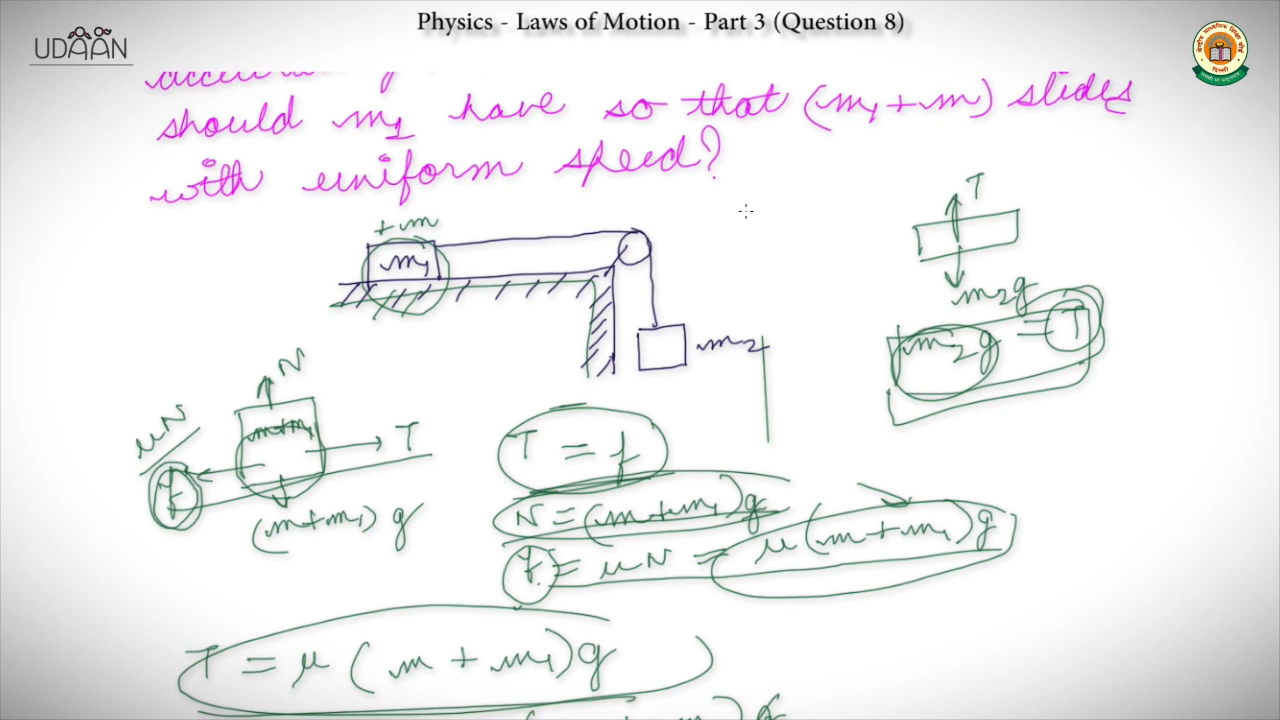 Physics - Laws of Motion - Part 3 (Question 8)
UDAAN
should m₂ have so that (m₁ + m) slides
with uniform speed?
+ m
m₁
m₂
T
m₂g
m₂g = T
N
μN
m+m₁
T
f
(m+m₁) g
T = f
N = (m+m₁)g
f = μN = μ(m+m₁)g
T = μ(m + m₁)g